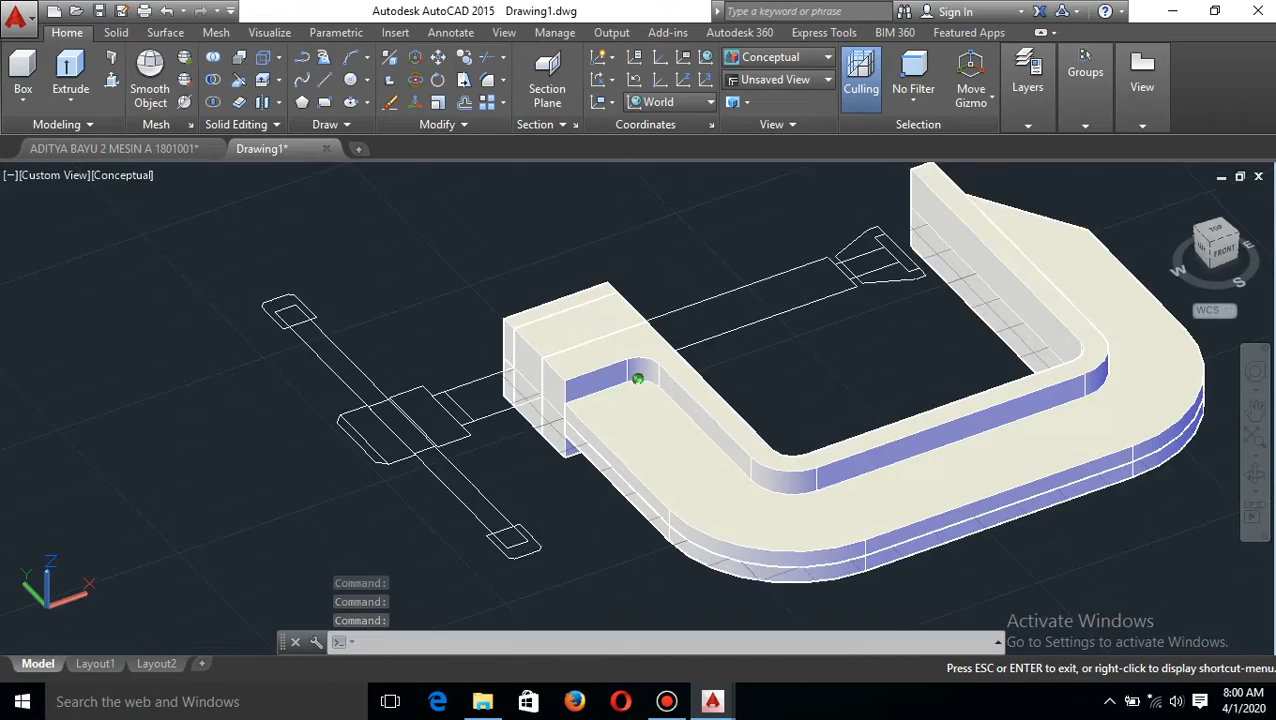 Autodesk AutoCAD 2015 Drawing1.dwg
Type a keyword or phrase
Sign In
Home Solid Surface Mesh Visualize Parametric Insert Annotate View Manage Output Add-ins Autodesk 360 Express Tools BIM 360 Featured Apps
Box Extrude
Smooth Object
Section Plane
World
Conceptual
Unsaved View
Culling No Filter Move Gizmo
Layers Groups View
Modeling Mesh Solid Editing Draw Modify Section Coordinates View Selection
ADITYA BAYU 2 MESIN A 1801001* Drawing1*
[−][Custom View][Conceptual]
TOP
FRONT
W E S
WCS
Z
Y X
Command:
Command:
Command:
Activate Windows
Go to Settings to activate Windows.
Model Layout1 Layout2
Press ESC or ENTER to exit, or right-click to display shortcut-menu.
Search the web and Windows
8:00 AM
4/1/2020